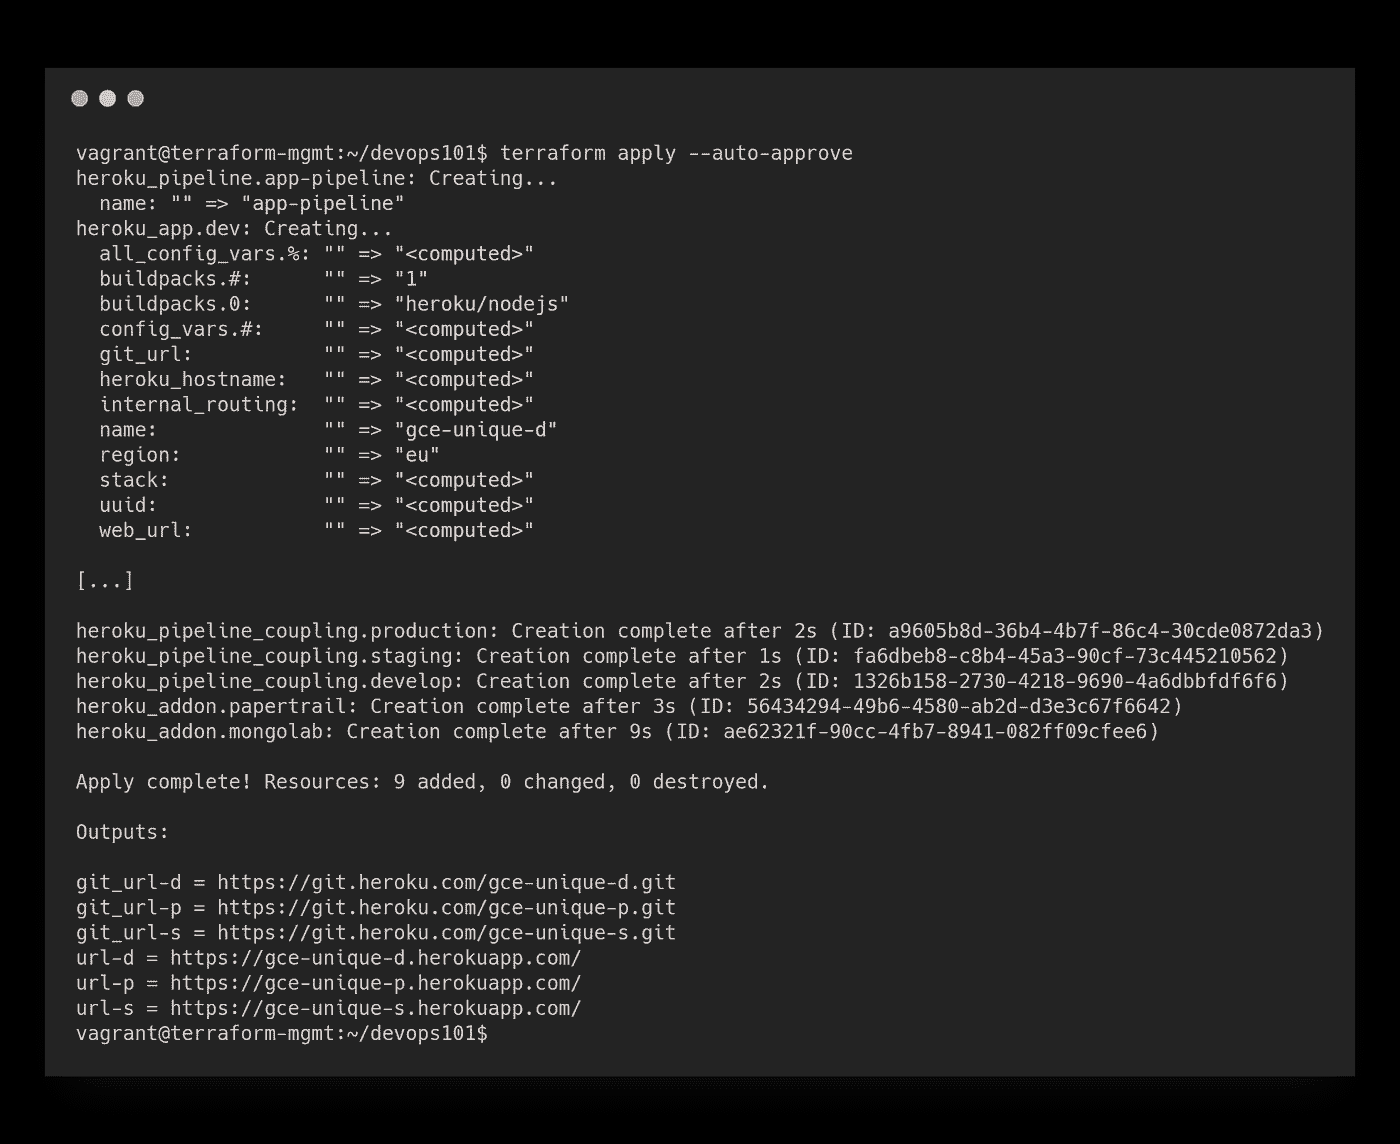 vagrant@terraform-mgmt:~/devops101$ terraform apply --auto-approve
heroku_pipeline.app-pipeline: Creating...
  name: "" => "app-pipeline"
heroku_app.dev: Creating...
  all_config_vars.%: "" => "<computed>"
  buildpacks.#:      "" => "1"
  buildpacks.0:      "" => "heroku/nodejs"
  config_vars.#:     "" => "<computed>"
  git_url:           "" => "<computed>"
  heroku_hostname:   "" => "<computed>"
  internal_routing:  "" => "<computed>"
  name:              "" => "gce-unique-d"
  region:            "" => "eu"
  stack:             "" => "<computed>"
  uuid:              "" => "<computed>"
  web_url:           "" => "<computed>"

[...]

heroku_pipeline_coupling.production: Creation complete after 2s (ID: a9605b8d-36b4-4b7f-86c4-30cde0872da3)
heroku_pipeline_coupling.staging: Creation complete after 1s (ID: fa6dbeb8-c8b4-45a3-90cf-73c445210562)
heroku_pipeline_coupling.develop: Creation complete after 2s (ID: 1326b158-2730-4218-9690-4a6dbbfdf6f6)
heroku_addon.papertrail: Creation complete after 3s (ID: 56434294-49b6-4580-ab2d-d3e3c67f6642)
heroku_addon.mongolab: Creation complete after 9s (ID: ae62321f-90cc-4fb7-8941-082ff09cfee6)

Apply complete! Resources: 9 added, 0 changed, 0 destroyed.

Outputs:

git_url-d = https://git.heroku.com/gce-unique-d.git
git_url-p = https://git.heroku.com/gce-unique-p.git
git_url-s = https://git.heroku.com/gce-unique-s.git
url-d = https://gce-unique-d.herokuapp.com/
url-p = https://gce-unique-p.herokuapp.com/
url-s = https://gce-unique-s.herokuapp.com/
vagrant@terraform-mgmt:~/devops101$